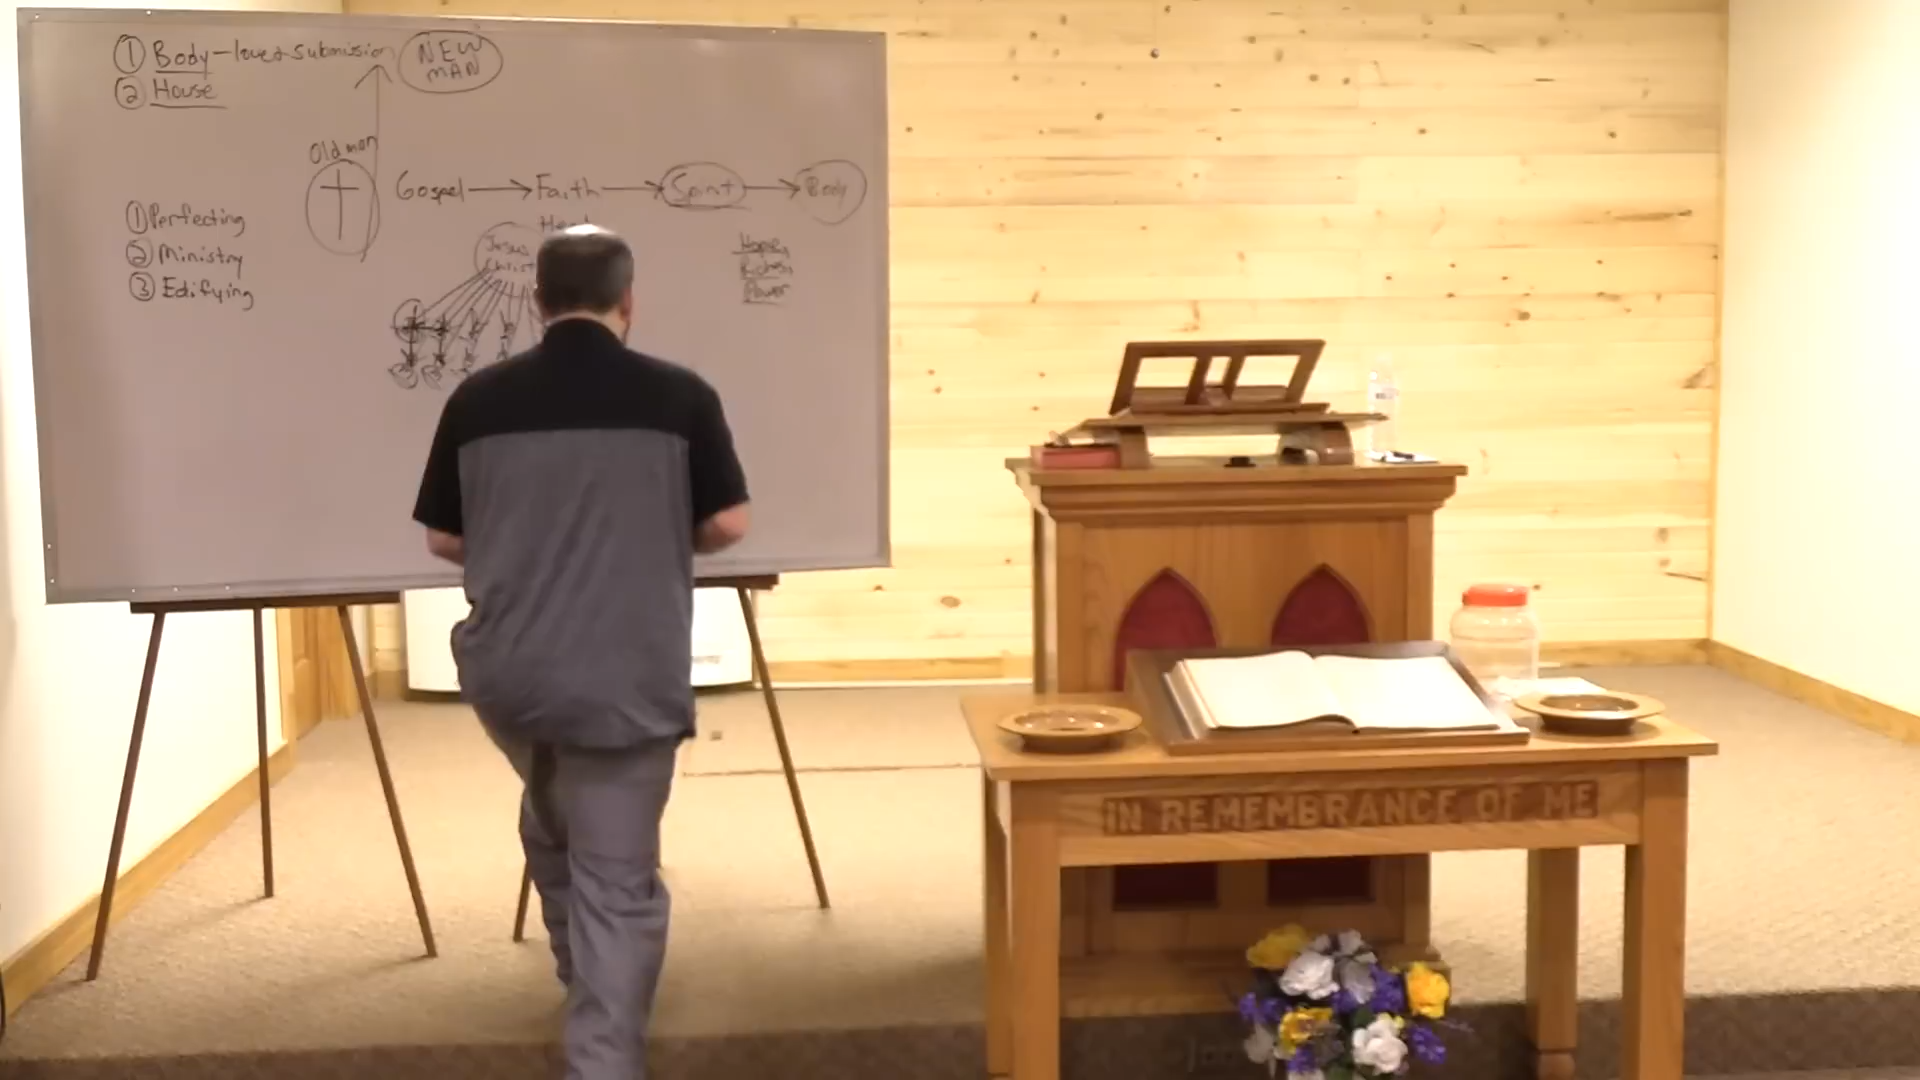 ① Body-love+submission
② House
NEW
MAN
Old man
Gospel → Faith → Spirit → Body
① Perfecting
② Ministry
③ Edifying
Jesus
Christ
Hope,
Riches,
Power
IN REMEMBRANCE OF ME